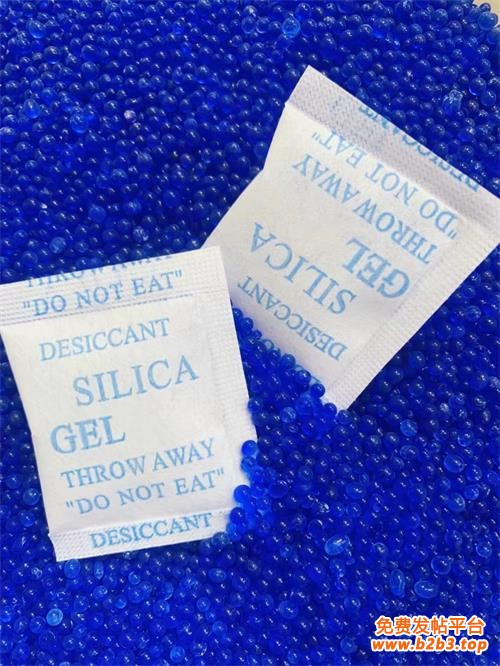 THROW AWAY
"DO NOT EAT"
DESICCANT
SILICA
GEL
THROW AWAY
"DO NOT EAT"
DESICCANT
DESICCANT
"DO NOT EAT"
THROW AWAY
GEL
SILICA
DESICCANT
免费发帖平台
www.b2b3.top